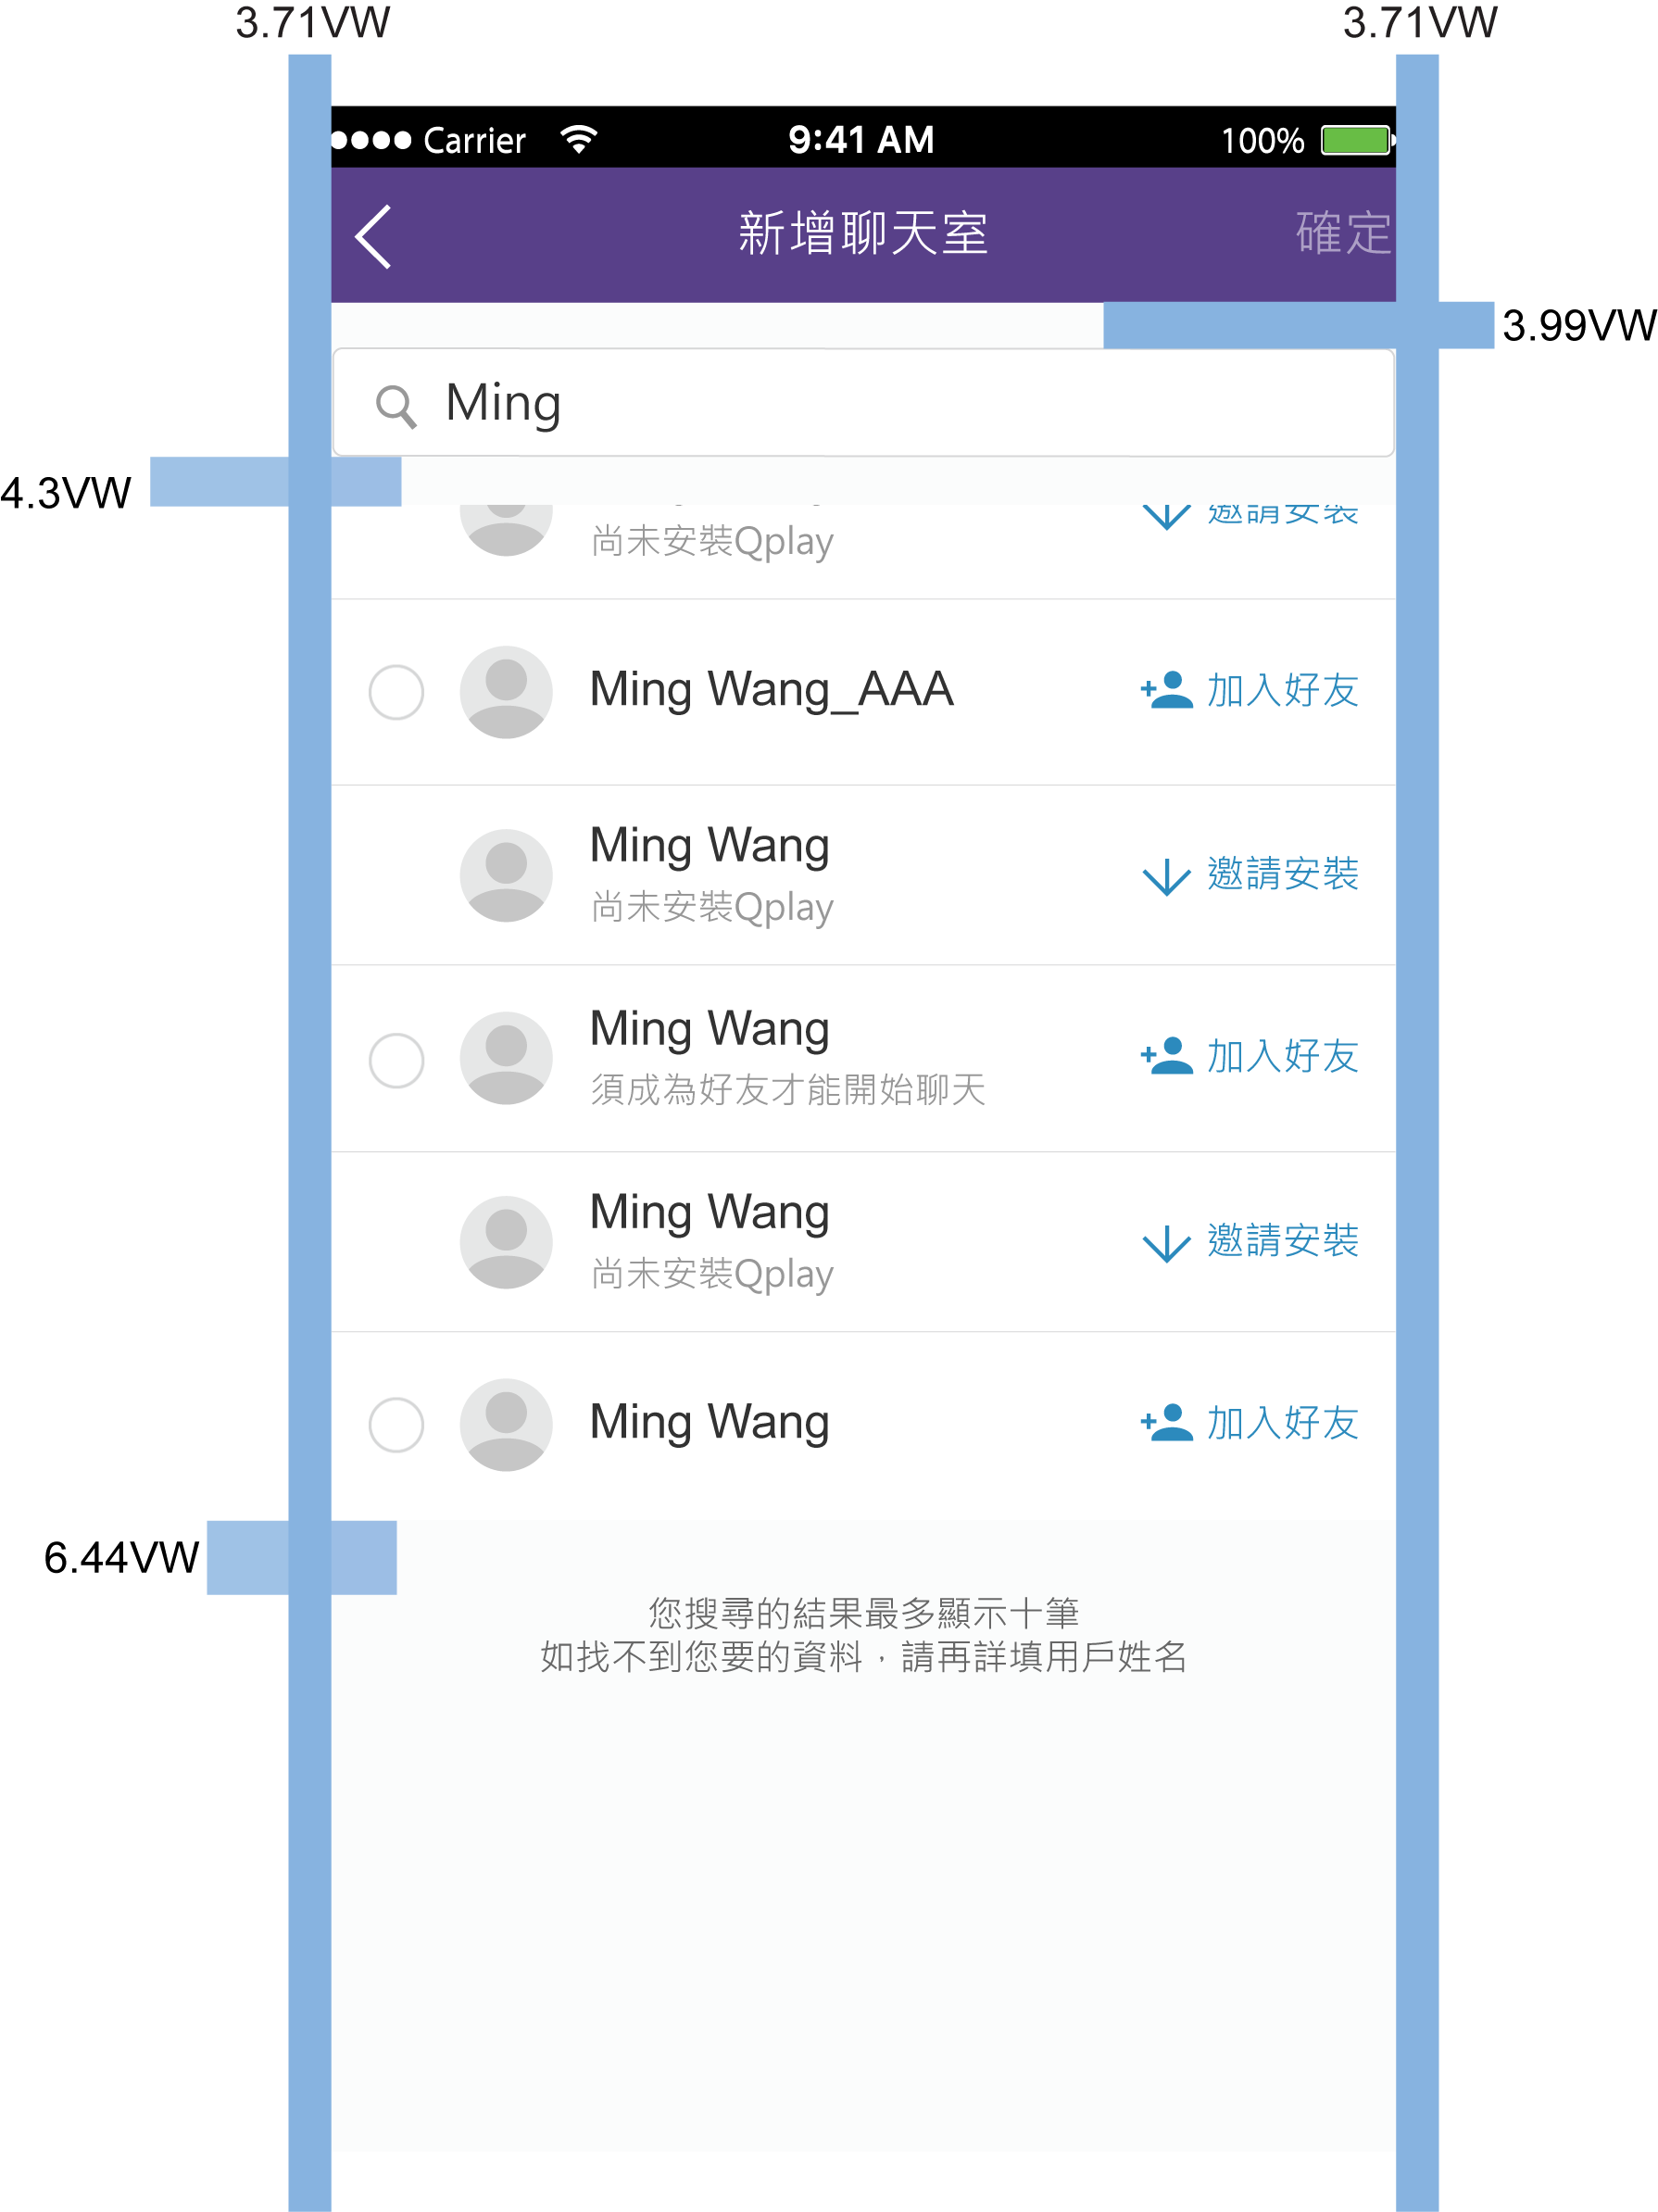 3.71VW 3.71VW
Carrier 9:41 AM 100%
新增聊天室 確定
3.99VW
Ming
4.3VW
邀請安裝
尚未安裝Qplay
Ming Wang_AAA 加入好友
Ming Wang
邀請安裝
尚未安裝Qplay
Ming Wang
加入好友
須成為好友才能開始聊天
Ming Wang
邀請安裝
尚未安裝Qplay
Ming Wang 加入好友
6.44VW
您搜尋的結果最多顯示十筆
如找不到您要的資料，請再詳填用戶姓名